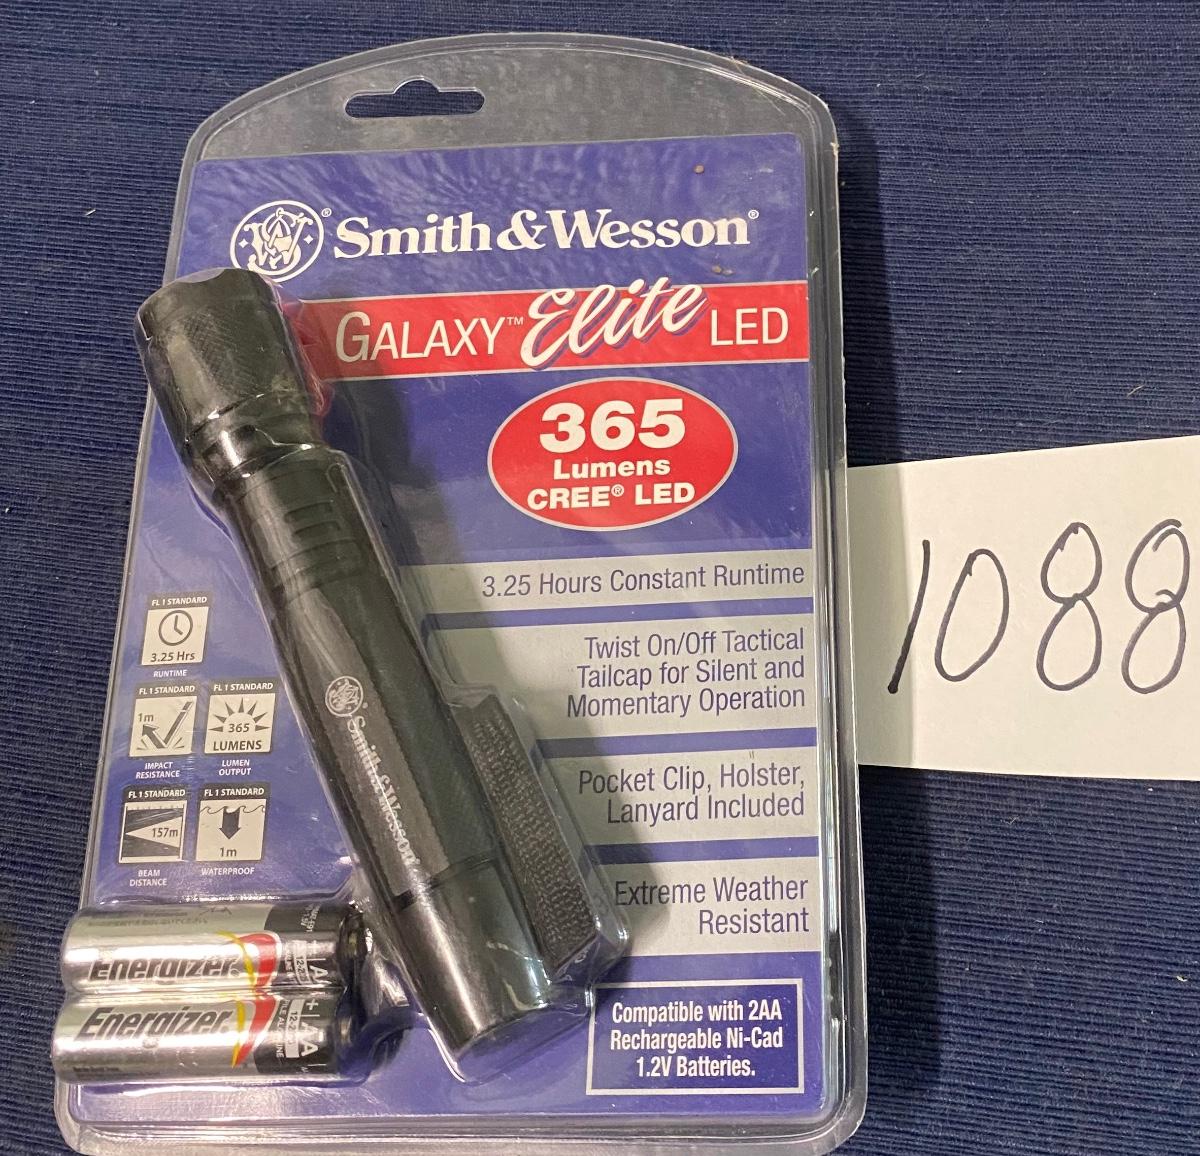 Smith & Wesson®
GALAXY™ Elite LED
365
Lumens
CREE® LED
3.25 Hours Constant Runtime
Twist On/Off Tactical
Tailcap for Silent and
Momentary Operation
Pocket Clip, Holster,
Lanyard Included
Extreme Weather
Resistant
Compatible with 2AA
Rechargeable Ni-Cad
1.2V Batteries.
FL 1 STANDARD
3.25 Hrs
RUNTIME
FL 1 STANDARD
1m
IMPACT
RESISTANCE
FL 1 STANDARD
365
LUMENS
LUMEN
OUTPUT
FL 1 STANDARD
157m
BEAM
DISTANCE
FL 1 STANDARD
1m
WATERPROOF
Smith & Wesson
Energizer
Energizer
+ AA
1088